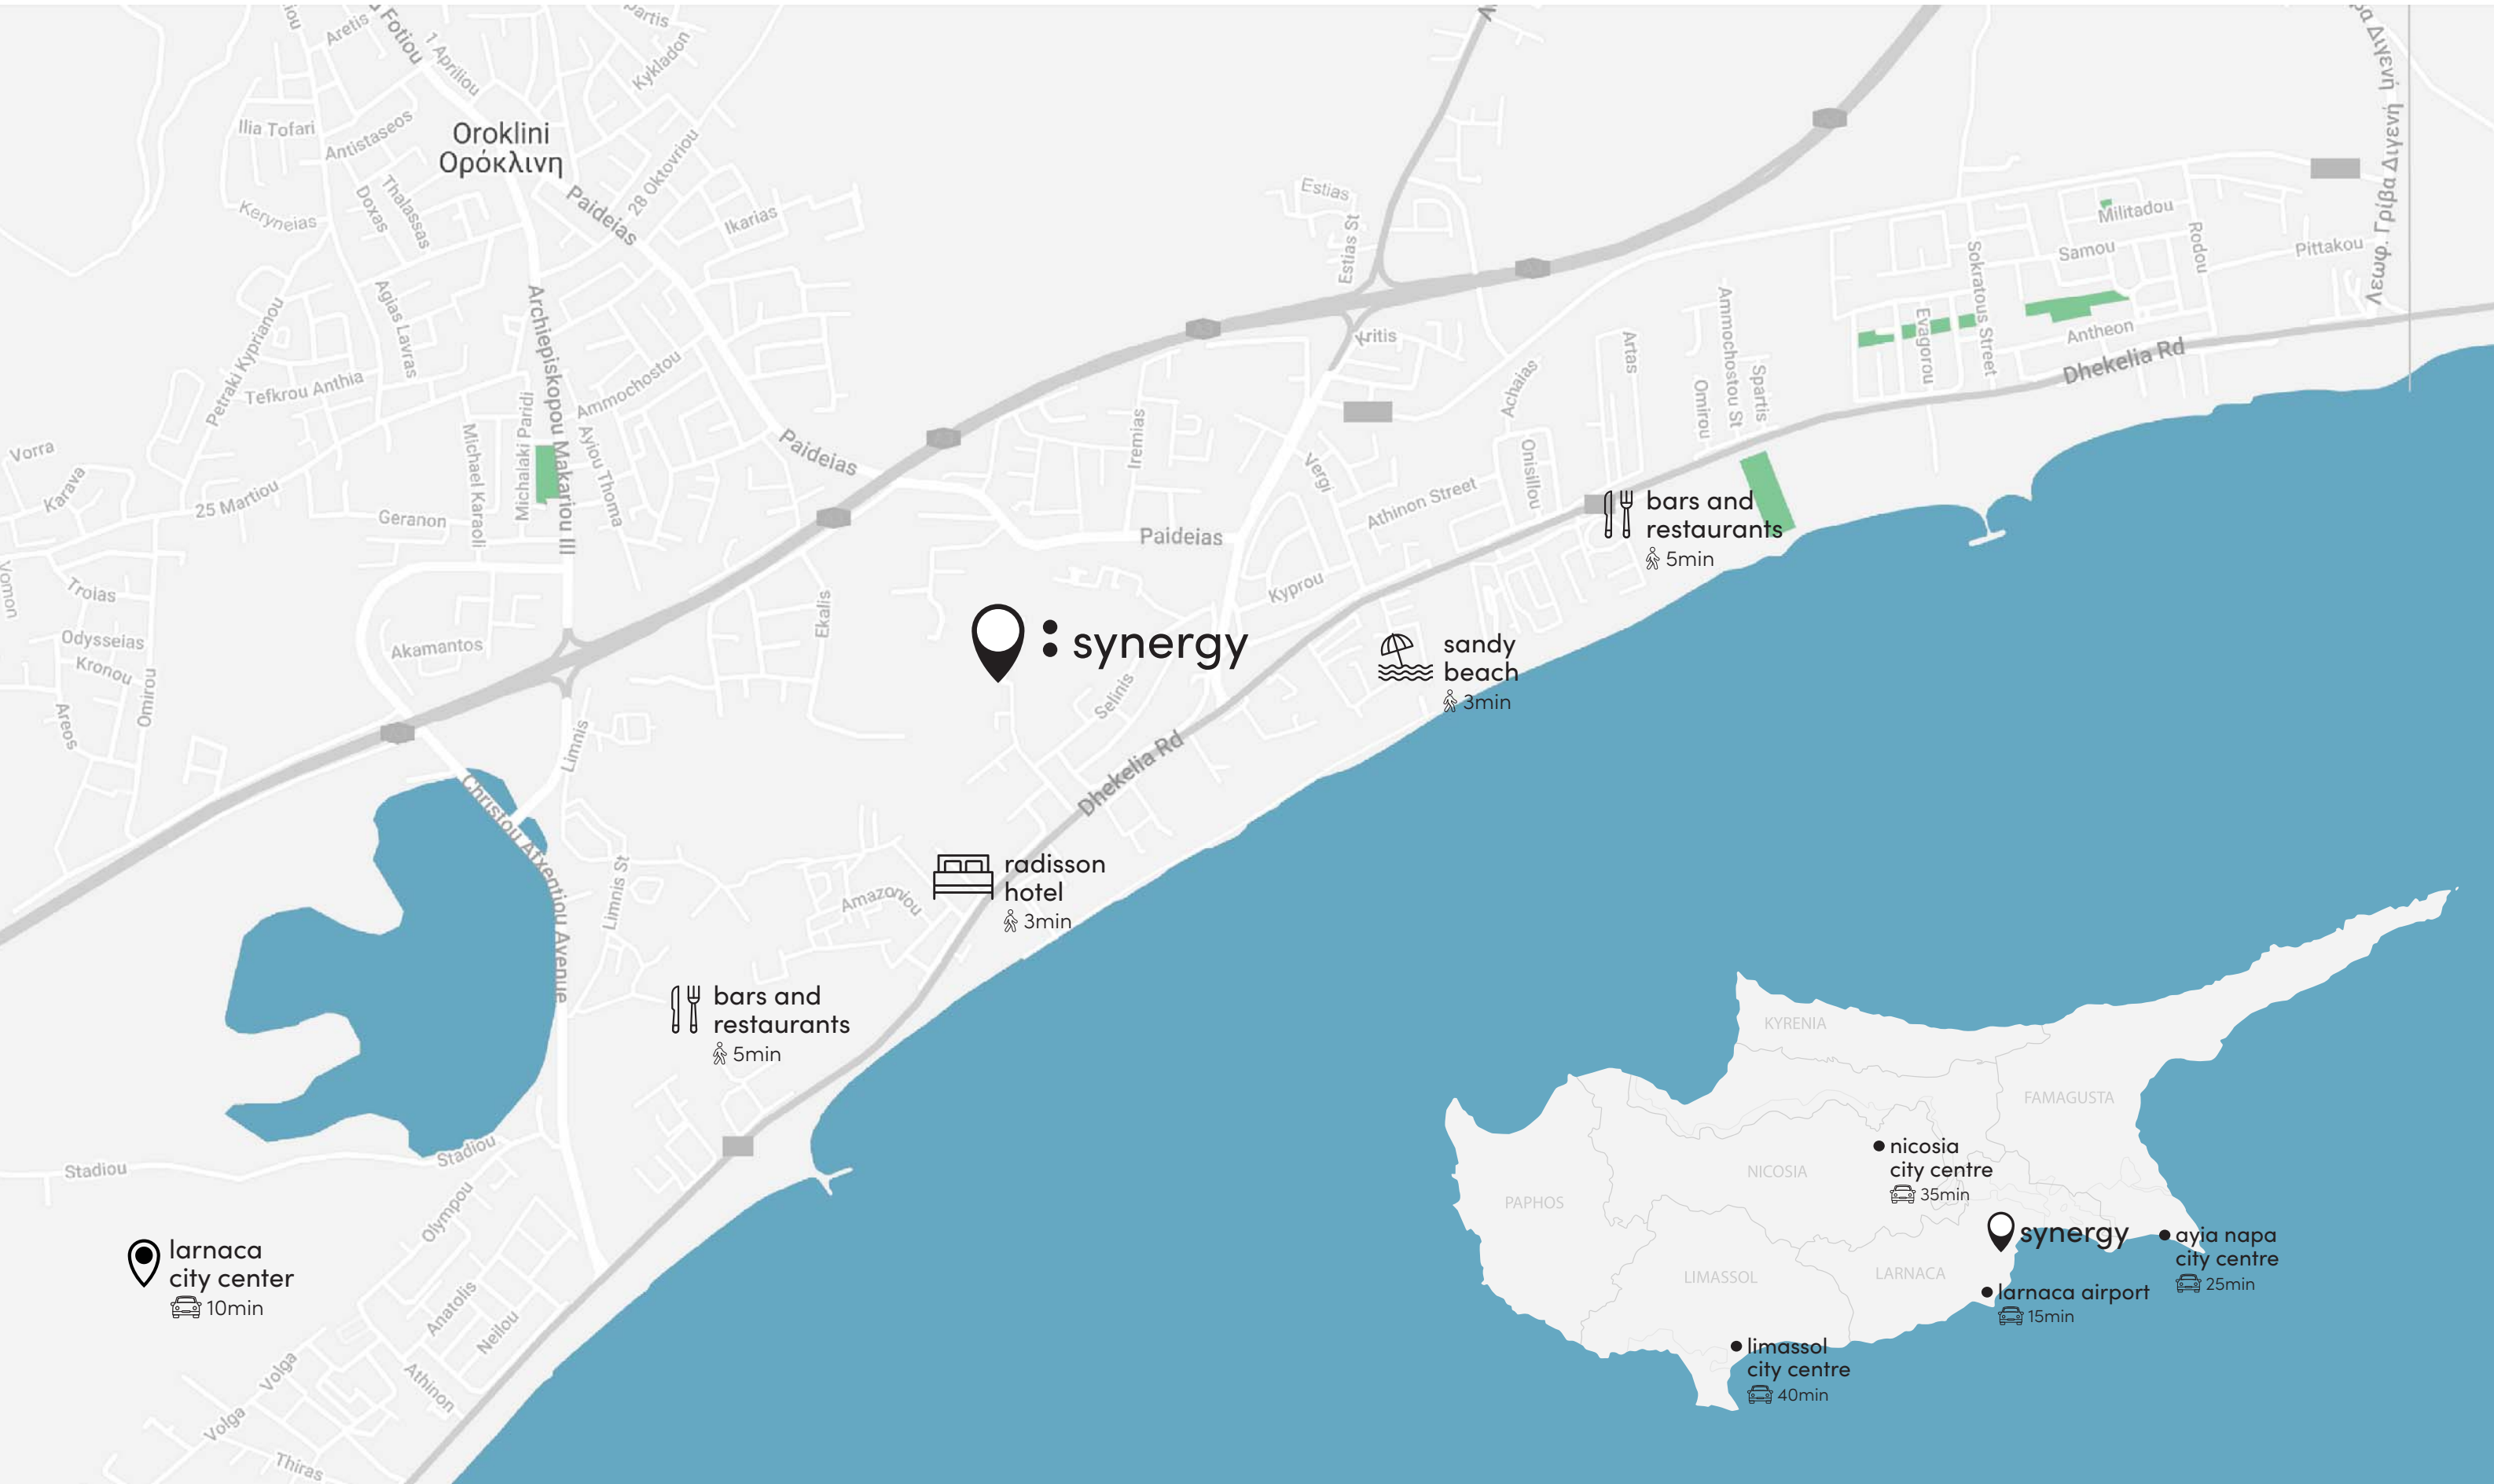 Aretis
Fotiou
1 Apriliou
Kykladon
Ilia Tofari
Antistaseos
Oroklini
Ορόκλινη
28 Oktovriou
Paideias
Doxas
Thalassas
Keryneias
Ikarias
Estias
Estias St
Militadou
Samou
Rodou
Pittakou
Λεωφ. Γρίβα Διγενή
Sokratous Street
Evagorou
Antheon
Dhekelia Rd
Petraki Kyprianou
Agias Lavras
Archiepiskopou Makariou III
Tefkrou Anthia
Ammochostou
Michalaki Paridi
Michael Karaoli
Ayiou Thoma
Kritis
Artas
Achaias
Ammochostou St
Omirou
Spartis
Vorra
Karava
25 Martiou
Geranon
Paideias
Iremias
Vergi
Athinon Street
Onisillou
Paideias
bars and
restaurants
5min
Troias
Odysseias
Kronou
Areos
Omirou
Akamantos
Ekalis
Kyprou
: synergy
sandy
beach
3min
Selinis
Limnis
Dhekelia Rd
Christou Afxentiou Avenue
Limnis St
Amazoniou
radisson
hotel
3min
bars and
restaurants
5min
Stadiou
Stadiou
Olympou
larnaca
city center
10min
Anatolis
Neilou
Volga
Athinon
Volga
Thiras
KYRENIA
FAMAGUSTA
nicosia
city centre
35min
NICOSIA
PAPHOS
synergy
ayia napa
city centre
25min
LIMASSOL
LARNACA
larnaca airport
15min
limassol
city centre
40min